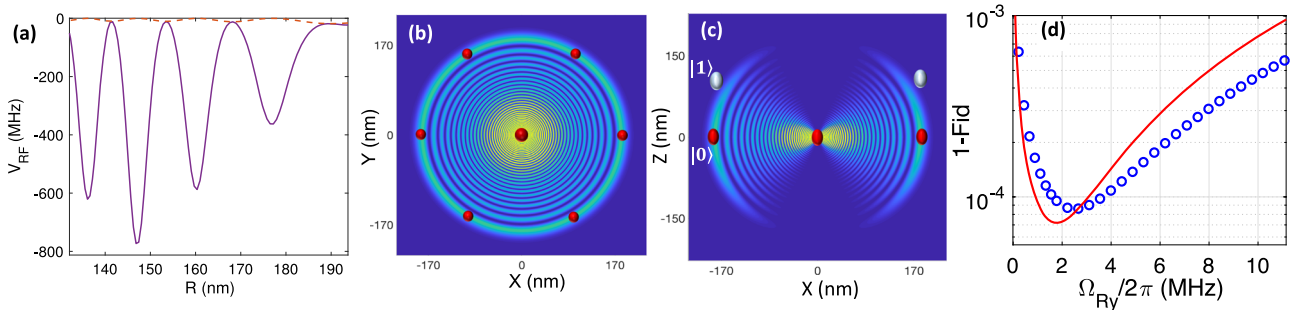 (a)
V_RF (MHz)
0
-200
-400
-600
-800
140 150 160 170 180 190
R (nm)
(b)
Y (nm)
170
0
-170
-170 0 170
X (nm)
(c)
Z (nm)
150
0
-150
|1⟩
|0⟩
-170 0 170
X (nm)
(d)
1-Fid
10^-3
10^-4
0 2 4 6 8 10
Ω_Ry/2π (MHz)